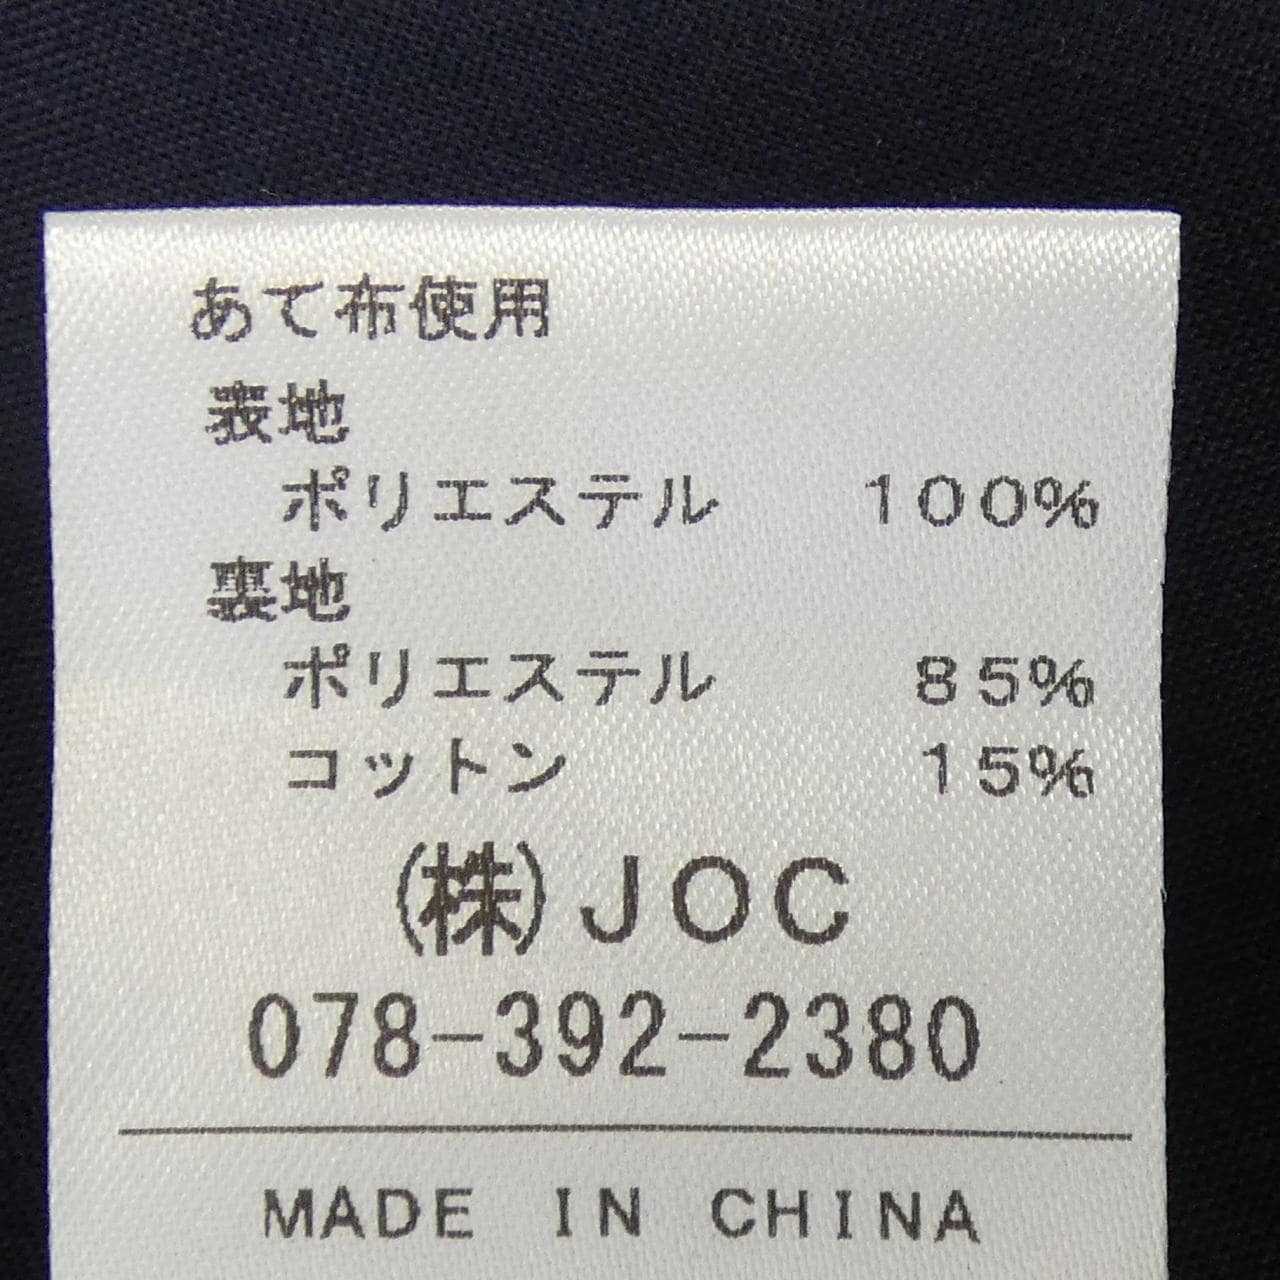 あて布使用
表地
ポリエステル 100%
裏地
ポリエステル 85%
コットン 15%
(株)JOC
078-392-2380
MADE IN CHINA